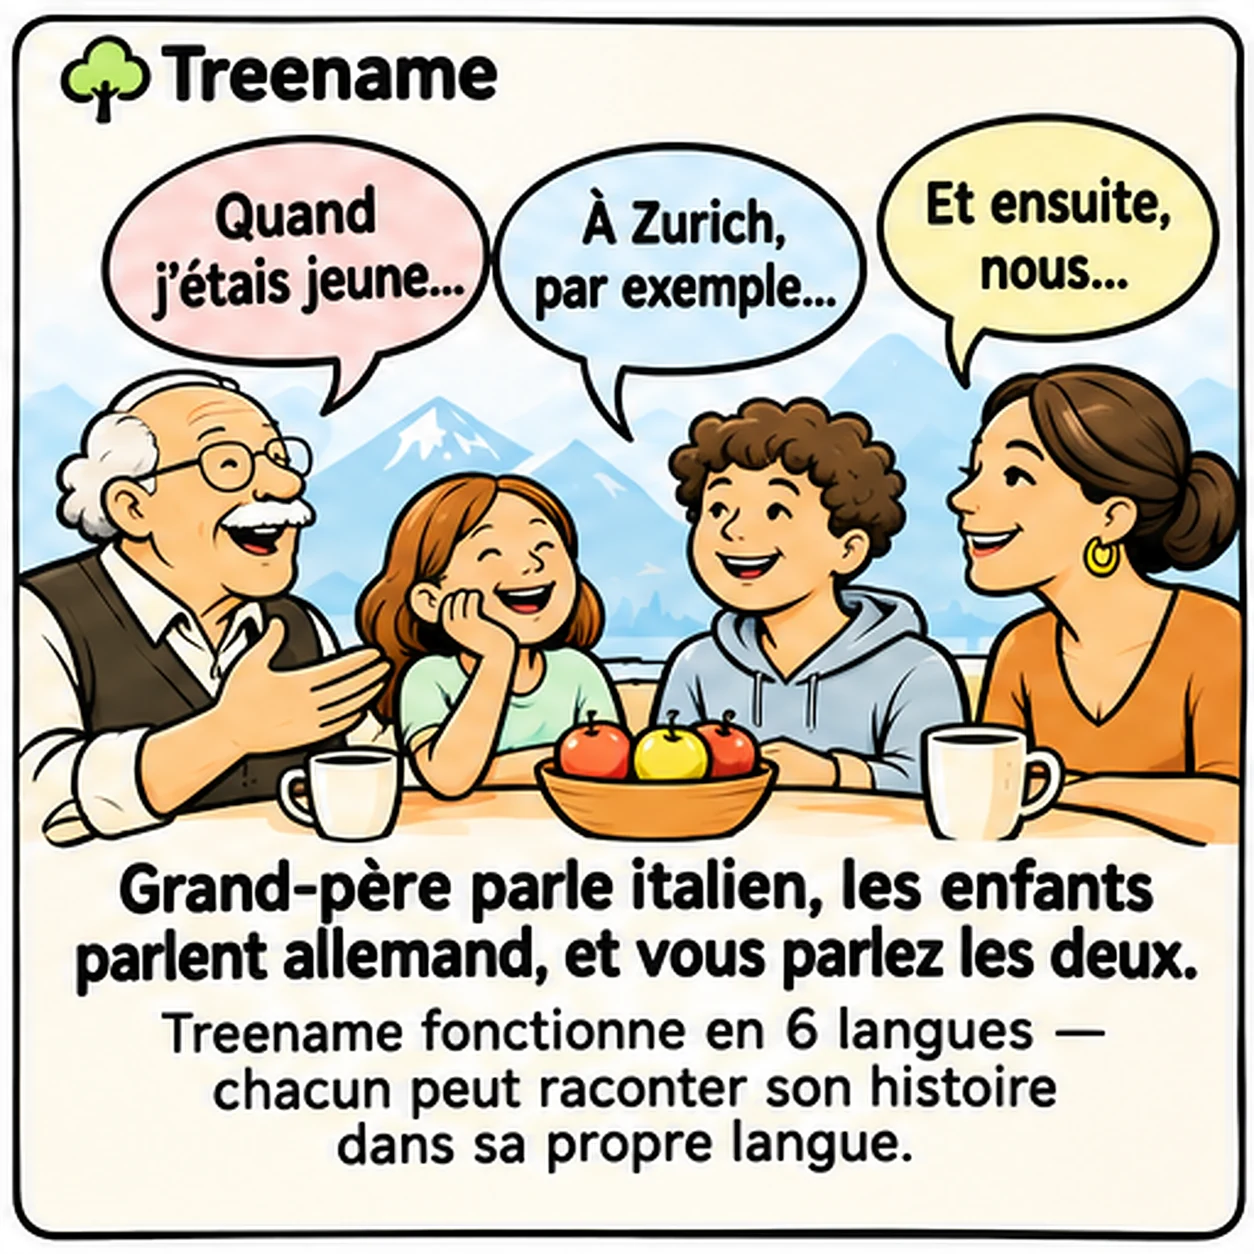 Treename
Quand
j'étais jeune...
À Zurich,
par exemple...
Et ensuite,
nous...
Grand-père parle italien, les enfants
parlent allemand, et vous parlez les deux.
Treename fonctionne en 6 langues —
chacun peut raconter son histoire
dans sa propre langue.